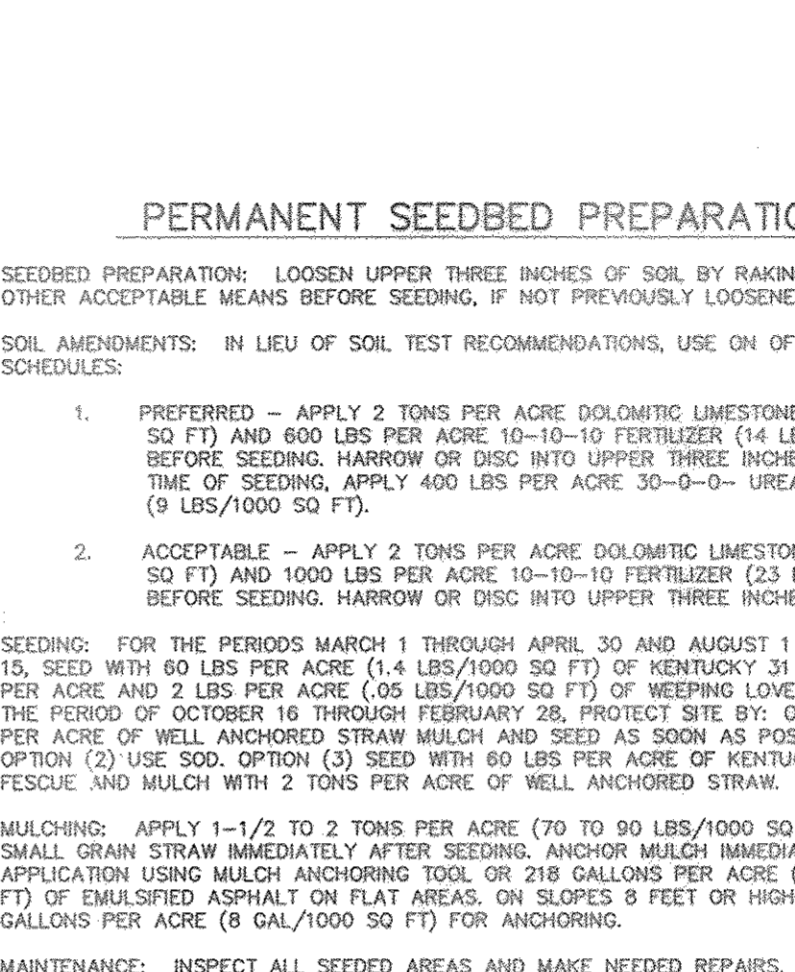 PERMANENT SEEDBED PREPARATIO
SEEDBED PREPARATION: LOOSEN UPPER THREE INCHES OF SOIL BY RAKIN
OTHER ACCEPTABLE MEANS BEFORE SEEDING, IF NOT PREVIOUSLY LOOSENE
SOIL AMENDMENTS: IN LIEU OF SOIL TEST RECOMMENDATIONS, USE ON OF
SCHEDULES:
1. PREFERRED – APPLY 2 TONS PER ACRE DOLOMITIC LIMESTONE
SQ FT) AND 600 LBS PER ACRE 10–10–10 FERTILIZER (14 LB
BEFORE SEEDING. HARROW OR DISC INTO UPPER THREE INCHE
TIME OF SEEDING, APPLY 400 LBS PER ACRE 30–0–0– UREA
(9 LBS/1000 SQ FT).
2. ACCEPTABLE – APPLY 2 TONS PER ACRE DOLOMITIC LIMESTON
SQ FT) AND 1000 LBS PER ACRE 10–10–10 FERTILIZER (23 L
BEFORE SEEDING. HARROW OR DISC INTO UPPER THREE INCHE
SEEDING: FOR THE PERIODS MARCH 1 THROUGH APRIL 30 AND AUGUST 1
15, SEED WITH 60 LBS PER ACRE (1.4 LBS/1000 SQ FT) OF KENTUCKY 31
PER ACRE AND 2 LBS PER ACRE (.05 LBS/1000 SQ FT) OF WEEPING LOVE
THE PERIOD OF OCTOBER 16 THROUGH FEBRUARY 28, PROTECT SITE BY: O
PER ACRE OF WELL ANCHORED STRAW MULCH AND SEED AS SOON AS POS
OPTION (2) USE SOD. OPTION (3) SEED WITH 60 LBS PER ACRE OF KENTU
FESCUE AND MULCH WITH 2 TONS PER ACRE OF WELL ANCHORED STRAW.
MULCHING: APPLY 1–1/2 TO 2 TONS PER ACRE (70 TO 90 LBS/1000 SQ
SMALL GRAIN STRAW IMMEDIATELY AFTER SEEDING. ANCHOR MULCH IMMEDIA
APPLICATION USING MULCH ANCHORING TOOL OR 218 GALLONS PER ACRE (
FT) OF EMULSIFIED ASPHALT ON FLAT AREAS. ON SLOPES 8 FEET OR HIGH
GALLONS PER ACRE (8 GAL/1000 SQ FT) FOR ANCHORING.
MAINTENANCE: INSPECT ALL SEEDED AREAS AND MAKE NEEDED REPAIRS,